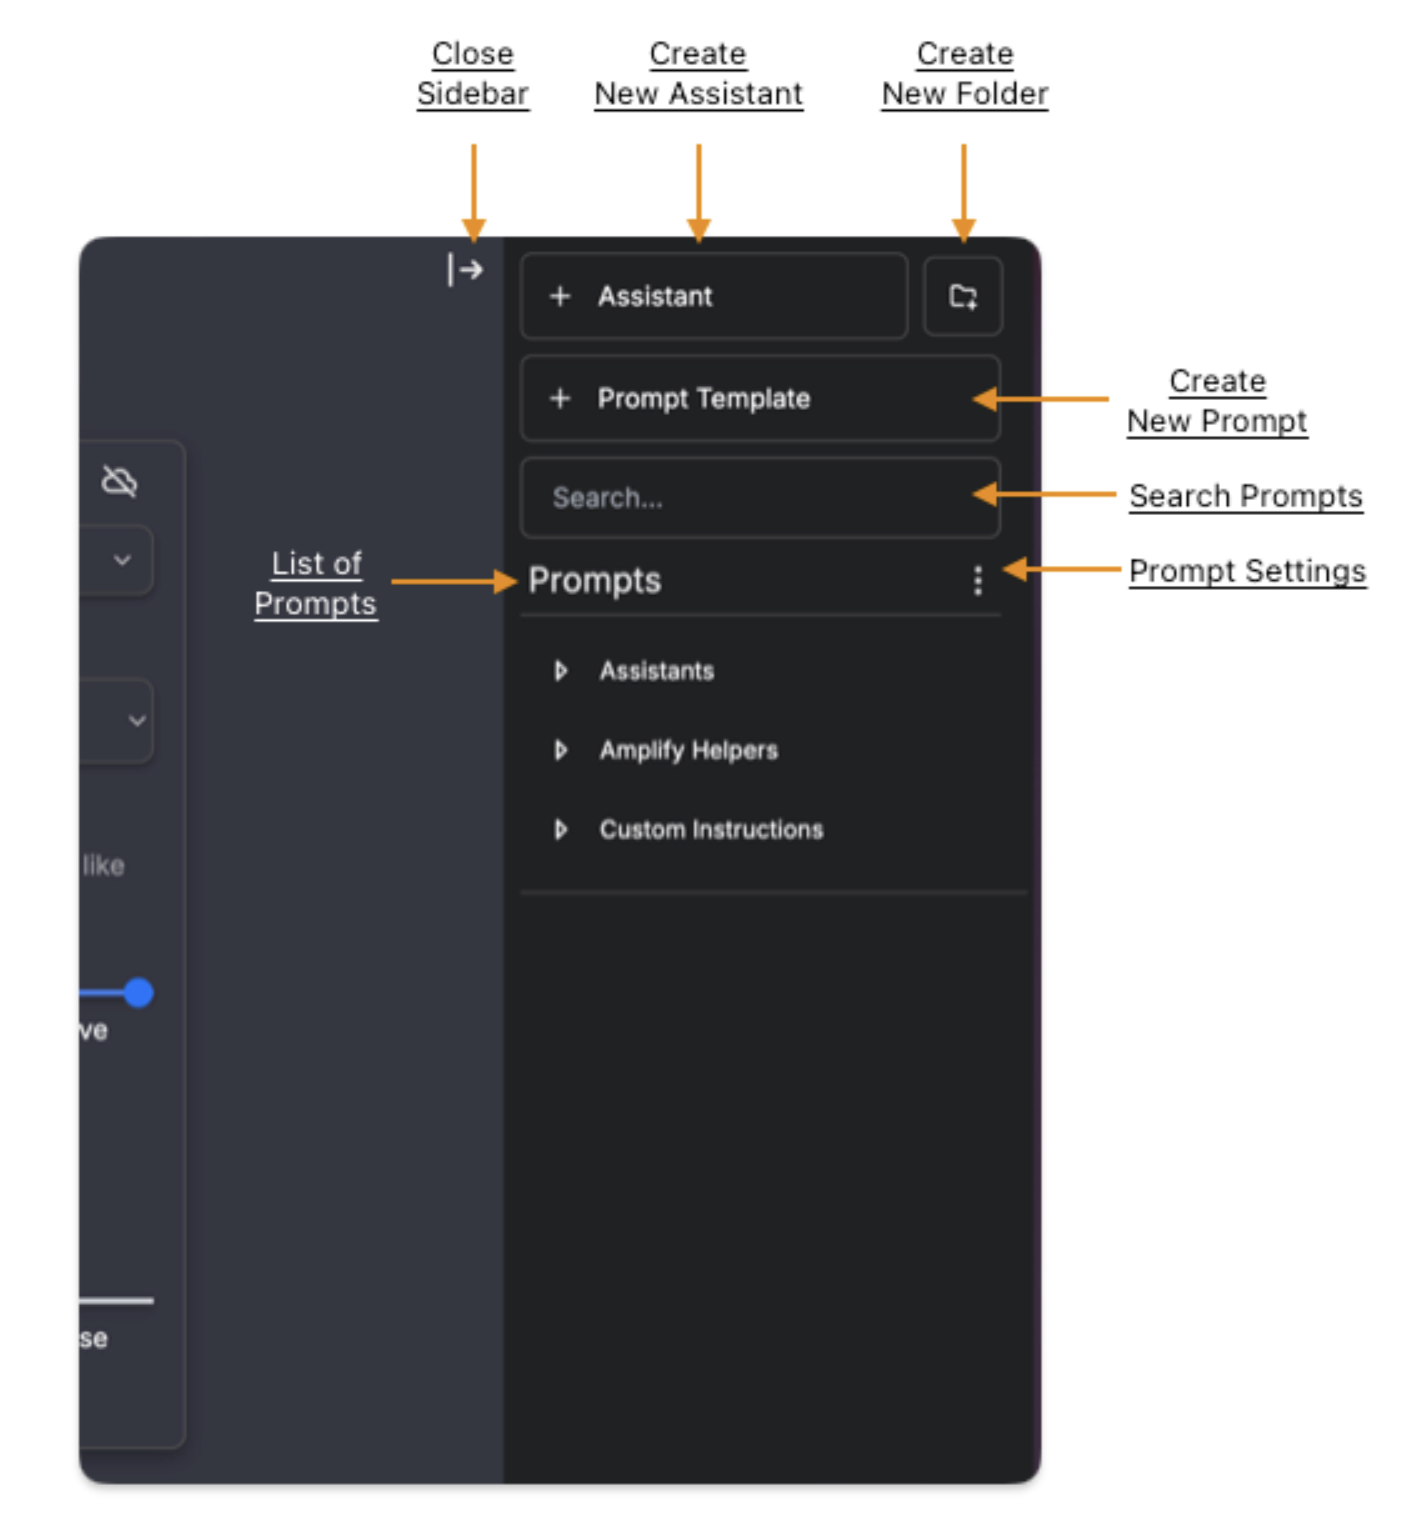 Close
Sidebar
Create
New Assistant
Create
New Folder
+ Assistant
+ Prompt Template
Create
New Prompt
Search...
Search Prompts
List of
Prompts
Prompts
Prompt Settings
Assistants
Amplify Helpers
Custom Instructions
like
ve
se